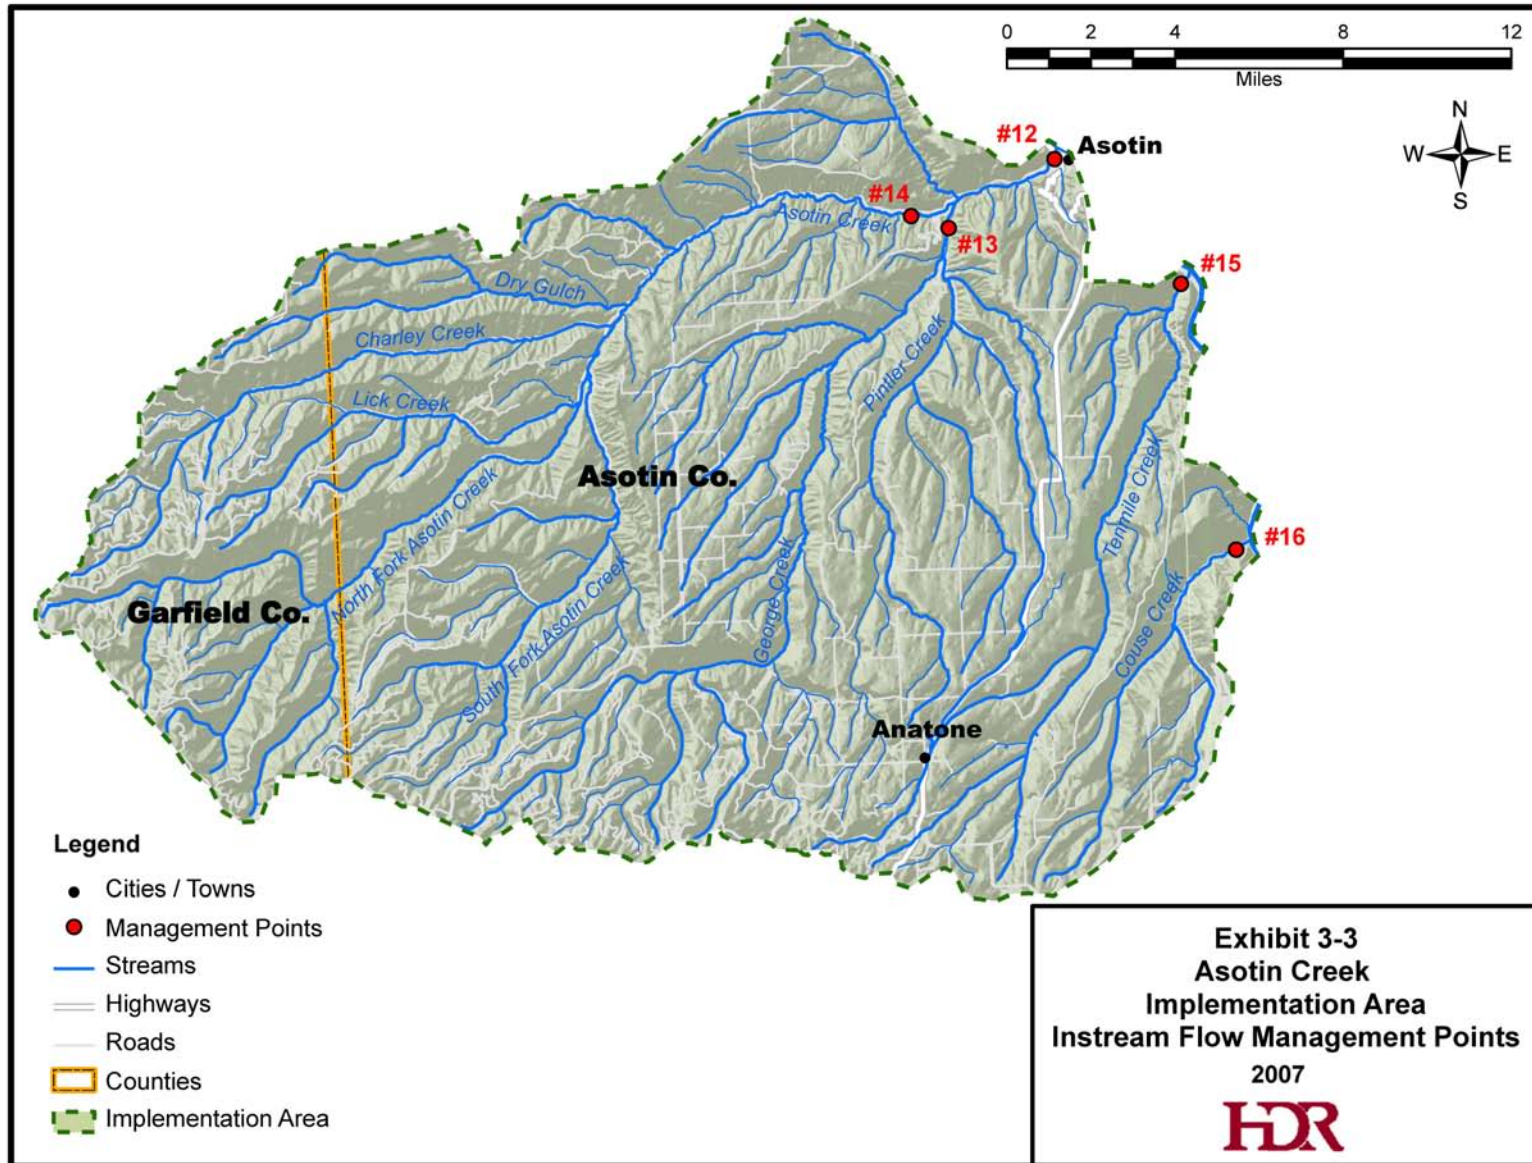 0 2 4 12
Miles
N
W E
S
#12
Asotin
#14
Asotin Creek
#13
#15
Dry Gulch
Charley Creek
Pintler Creek
Lick Creek
Asotin Co.
Tenmile Creek
North Fork Asotin Creek
#16
George Creek
Couse Creek
Garfield Co.
South Fork Asotin Creek
Anatone
Legend
Cities / Towns
Management Points
Streams
Highways
Roads
Counties
Implementation Area
Exhibit 3-3
Asotin Creek
Implementation Area
Instream Flow Management Points
2007
HDR